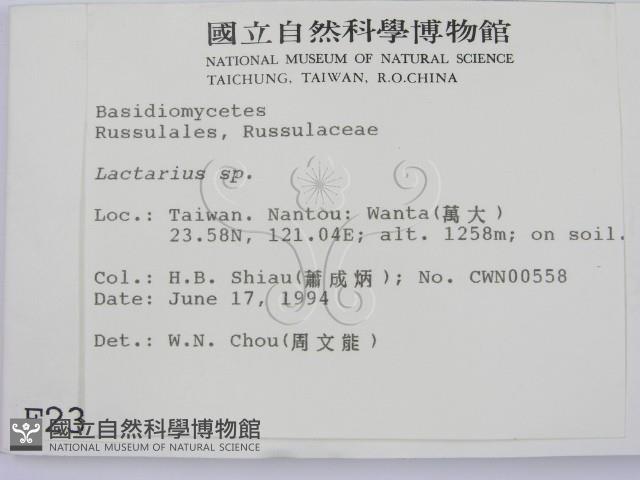 國立自然科學博物館
NATIONAL MUSEUM OF NATURAL SCIENCE
TAICHUNG, TAIWAN, R.O.CHINA
Basidiomycetes
Russulales, Russulaceae
Lactarius sp.
Loc.: Taiwan. Nantou: Wanta(萬大)
23.58N, 121.04E; alt. 1258m; on soil.
Col.: H.B. Shiau(蕭成炳); No. CWN00558
Date: June 17, 1994
Det.: W.N. Chou(周文能)
F23
國立自然科學博物館
NATIONAL MUSEUM OF NATURAL SCIENCE